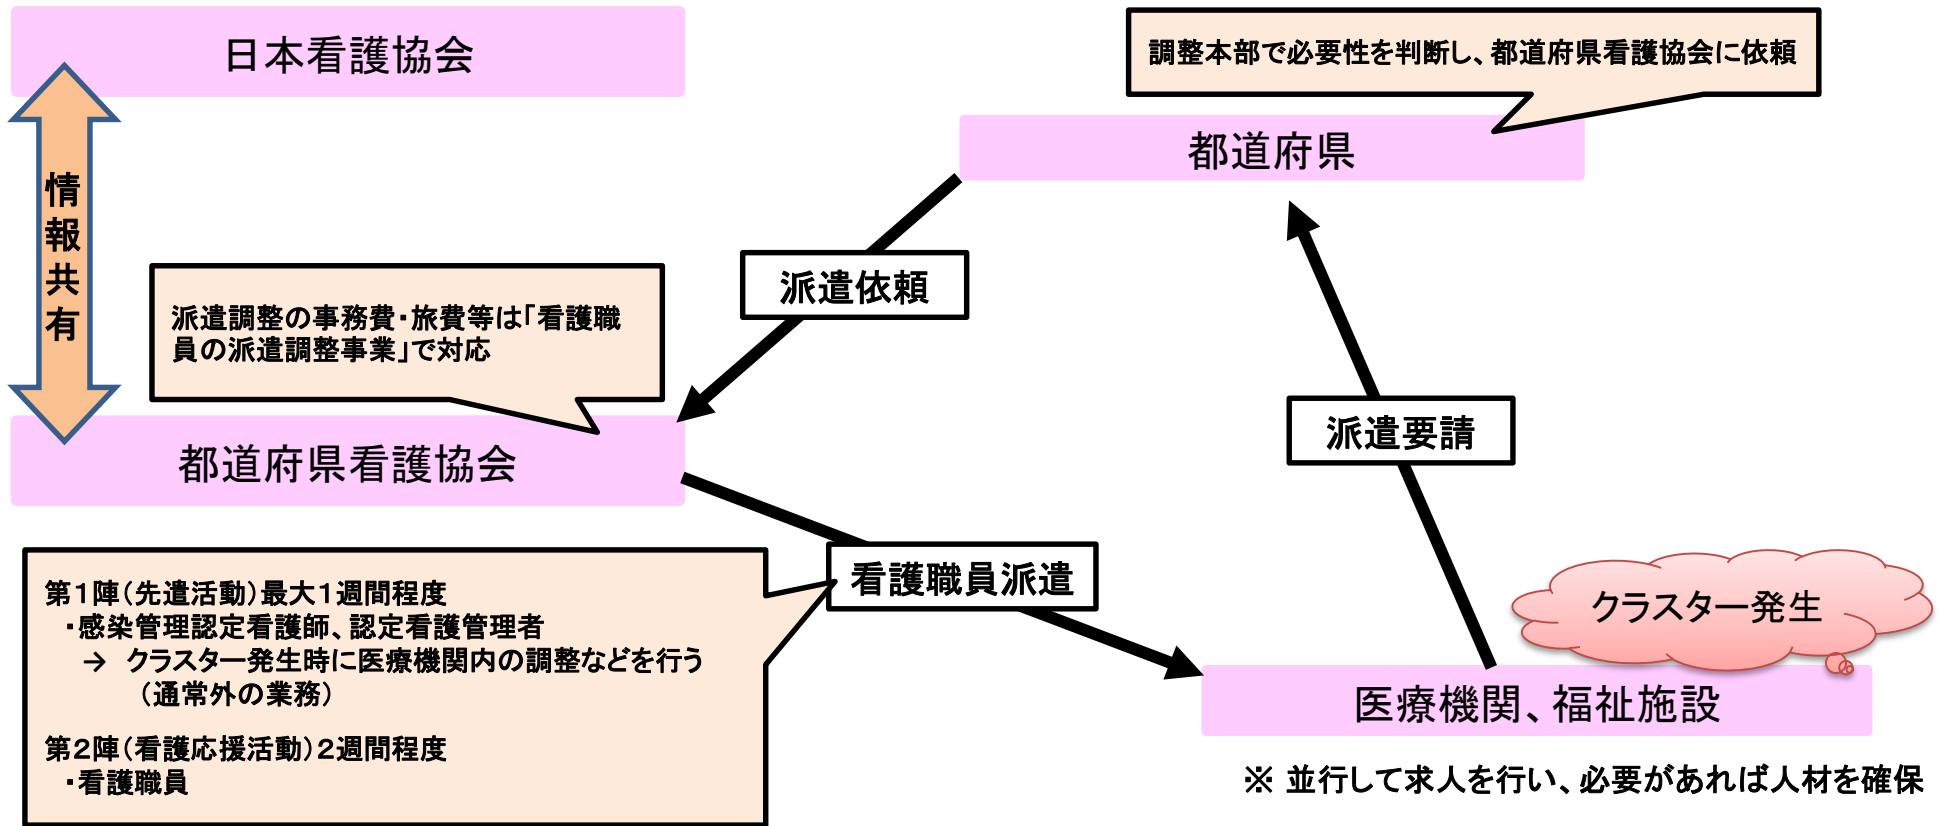 日本看護協会
調整本部で必要性を判断し、都道府県看護協会に依頼
都道府県
情報共有
派遣依頼
派遣調整の事務費・旅費等は「看護職
員の派遣調整事業」で対応
派遣要請
都道府県看護協会
看護職員派遣
第１陣（先遣活動）最大１週間程度
・感染管理認定看護師、認定看護管理者
→　クラスター発生時に医療機関内の調整などを行う
（通常外の業務）
第２陣（看護応援活動）２週間程度
・看護職員
クラスター発生
医療機関、福祉施設
※ 並行して求人を行い、必要があれば人材を確保